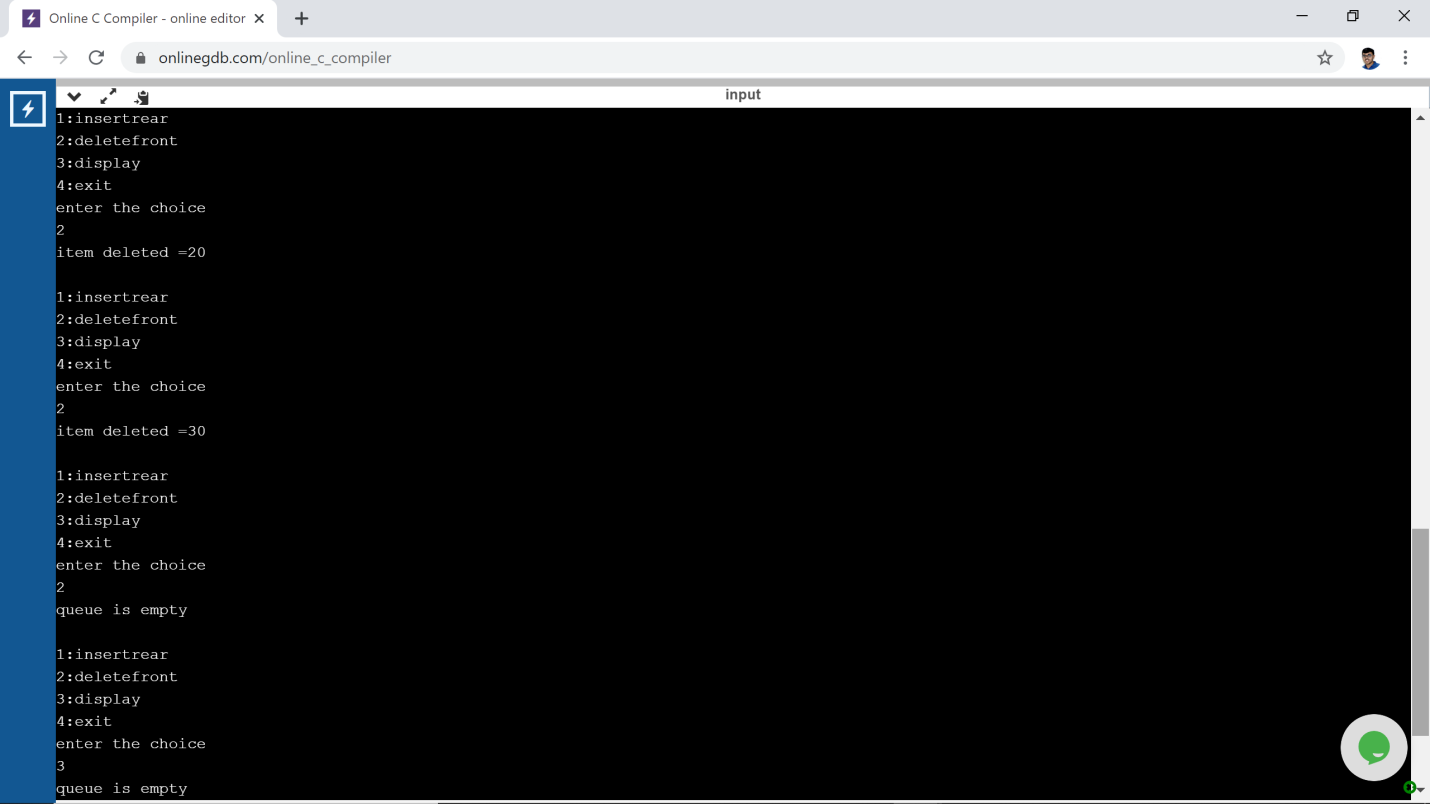 Online C Compiler - online editor
onlinegdb.com/online_c_compiler
input
1:insertrear
2:deletefront
3:display
4:exit
enter the choice
2
item deleted =20
1:insertrear
2:deletefront
3:display
4:exit
enter the choice
2
item deleted =30
1:insertrear
2:deletefront
3:display
4:exit
enter the choice
2
queue is empty
1:insertrear
2:deletefront
3:display
4:exit
enter the choice
3
queue is empty